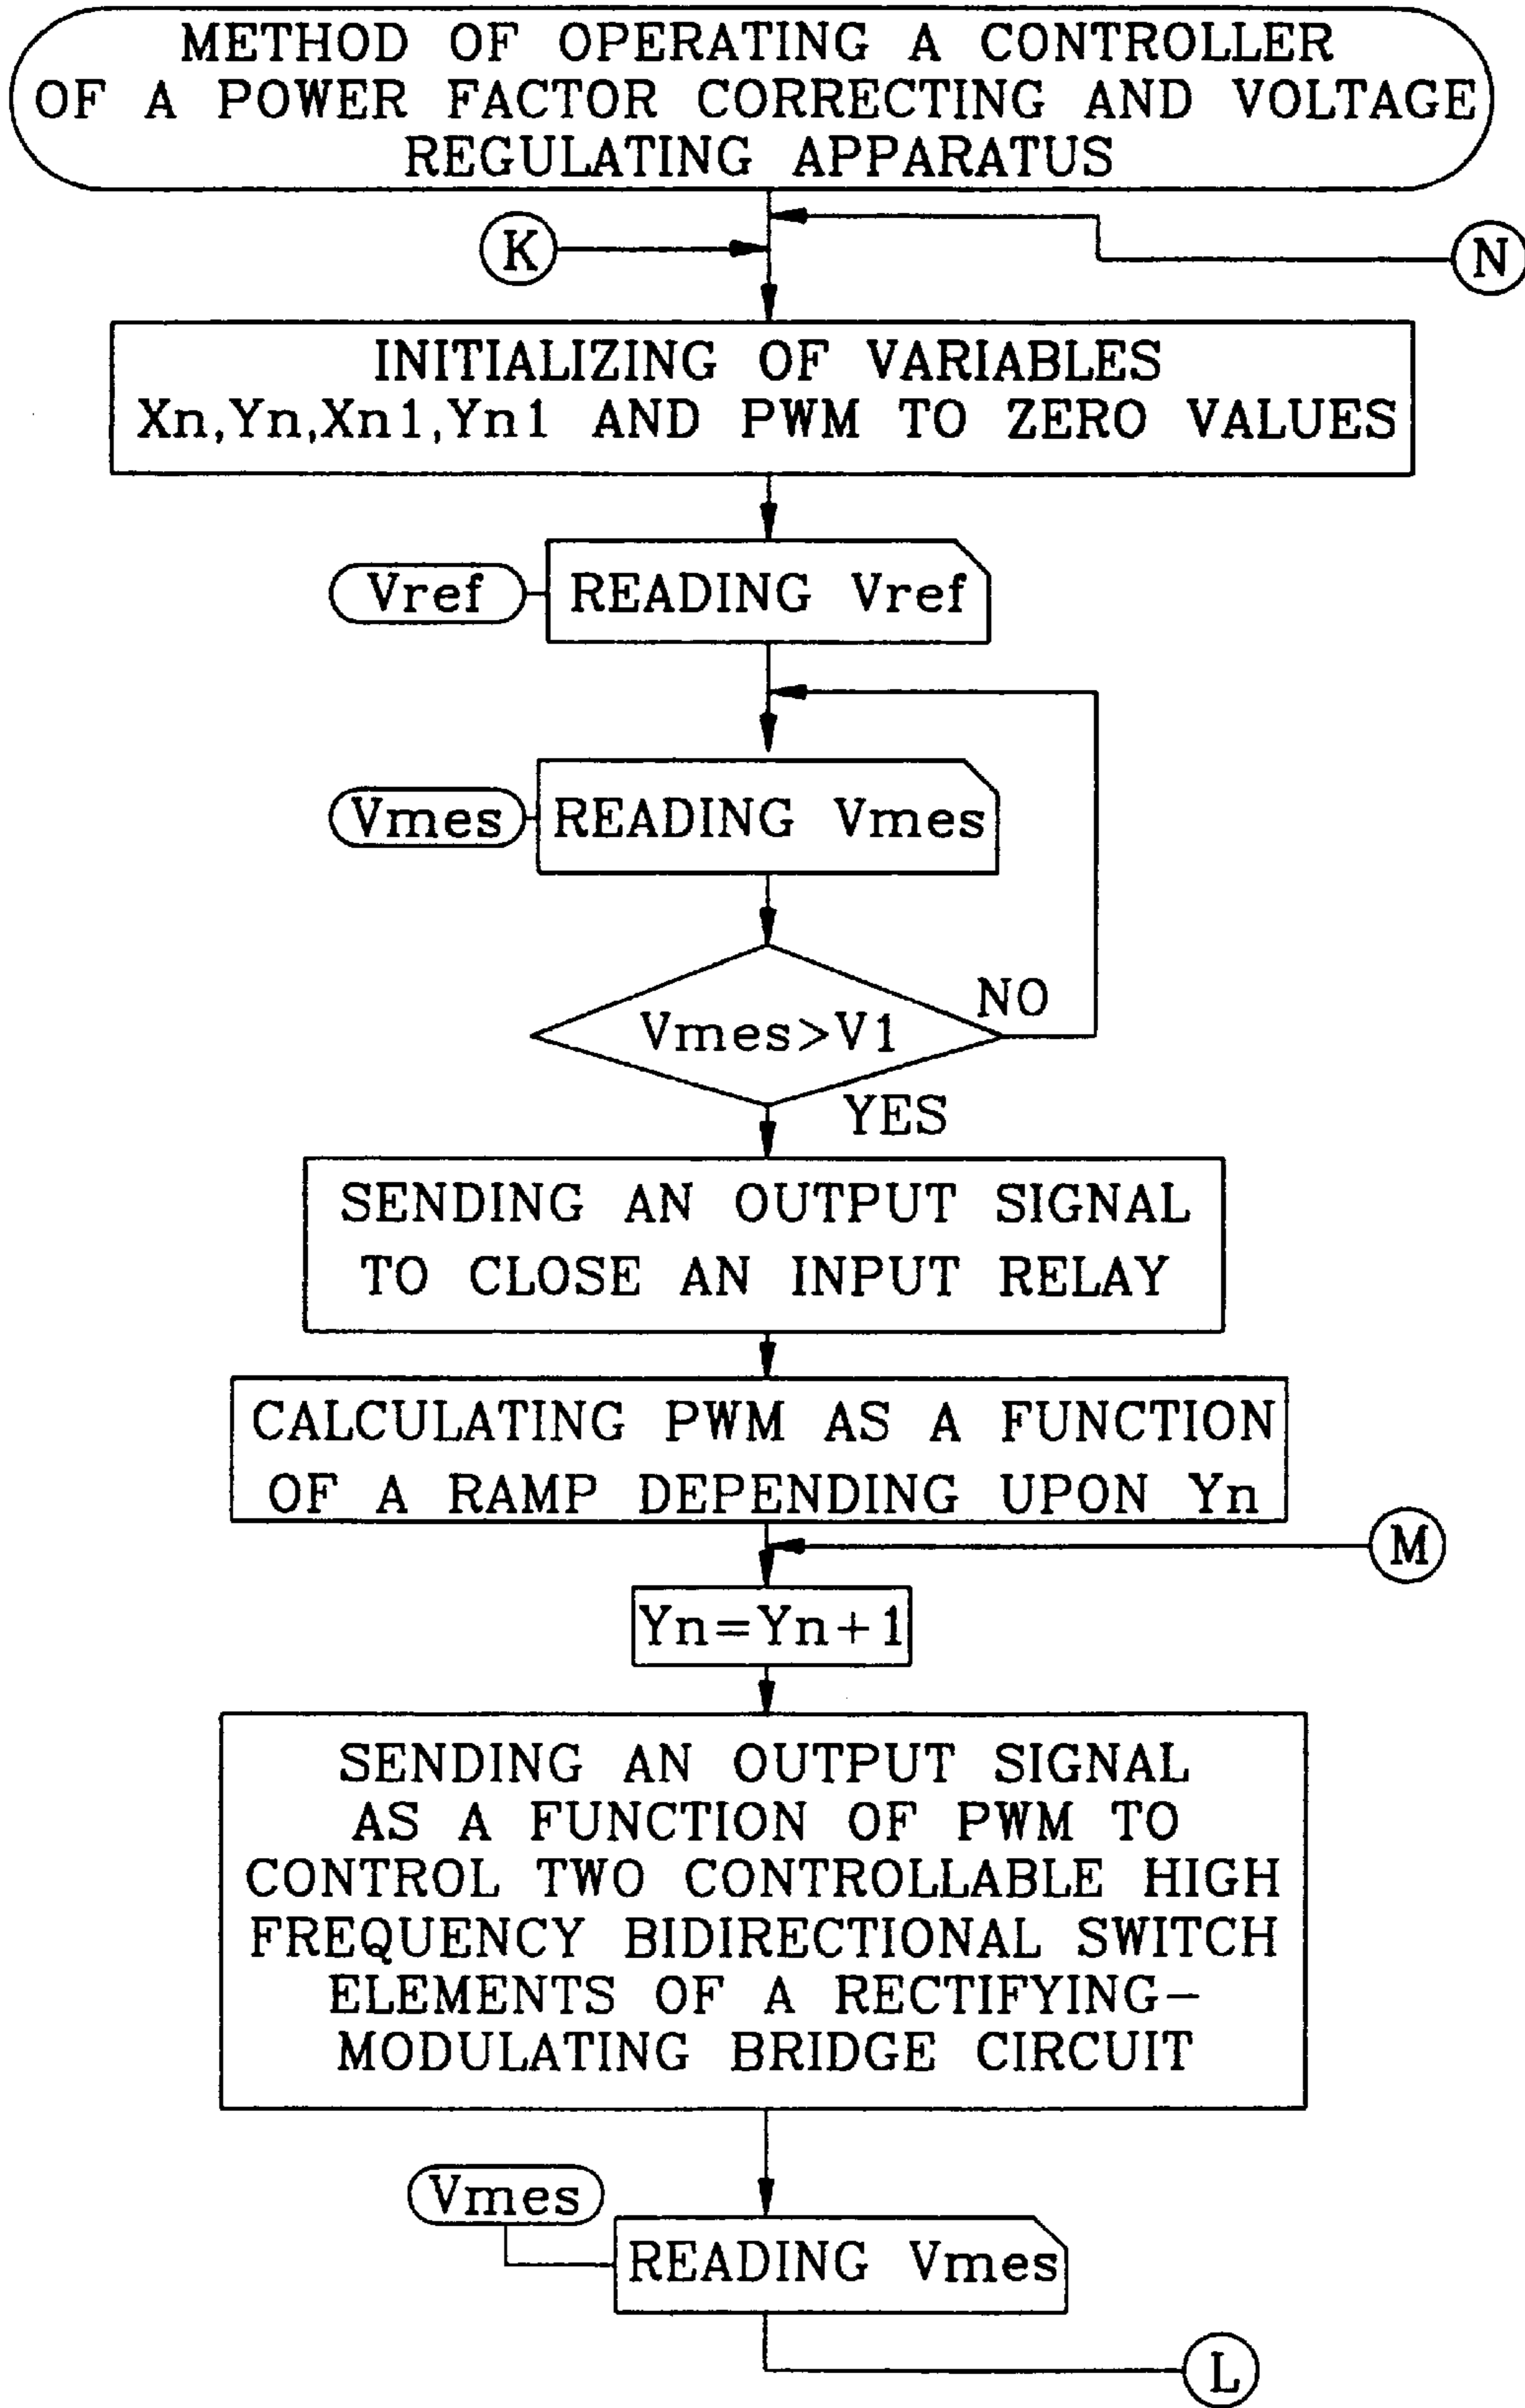 METHOD OF OPERATING A CONTROLLER
OF A POWER FACTOR CORRECTING AND VOLTAGE
REGULATING APPARATUS
K
N
INITIALIZING OF VARIABLES
Xn,Yn,Xn1,Yn1 AND PWM TO ZERO VALUES
Vref
READING Vref
Vmes
READING Vmes
NO
Vmes>V1
YES
SENDING AN OUTPUT SIGNAL
TO CLOSE AN INPUT RELAY
CALCULATING PWM AS A FUNCTION
OF A RAMP DEPENDING UPON Yn
M
Yn=Yn+1
SENDING AN OUTPUT SIGNAL
AS A FUNCTION OF PWM TO
CONTROL TWO CONTROLLABLE HIGH
FREQUENCY BIDIRECTIONAL SWITCH
ELEMENTS OF A RECTIFYING-
MODULATING BRIDGE CIRCUIT
Vmes
READING Vmes
L